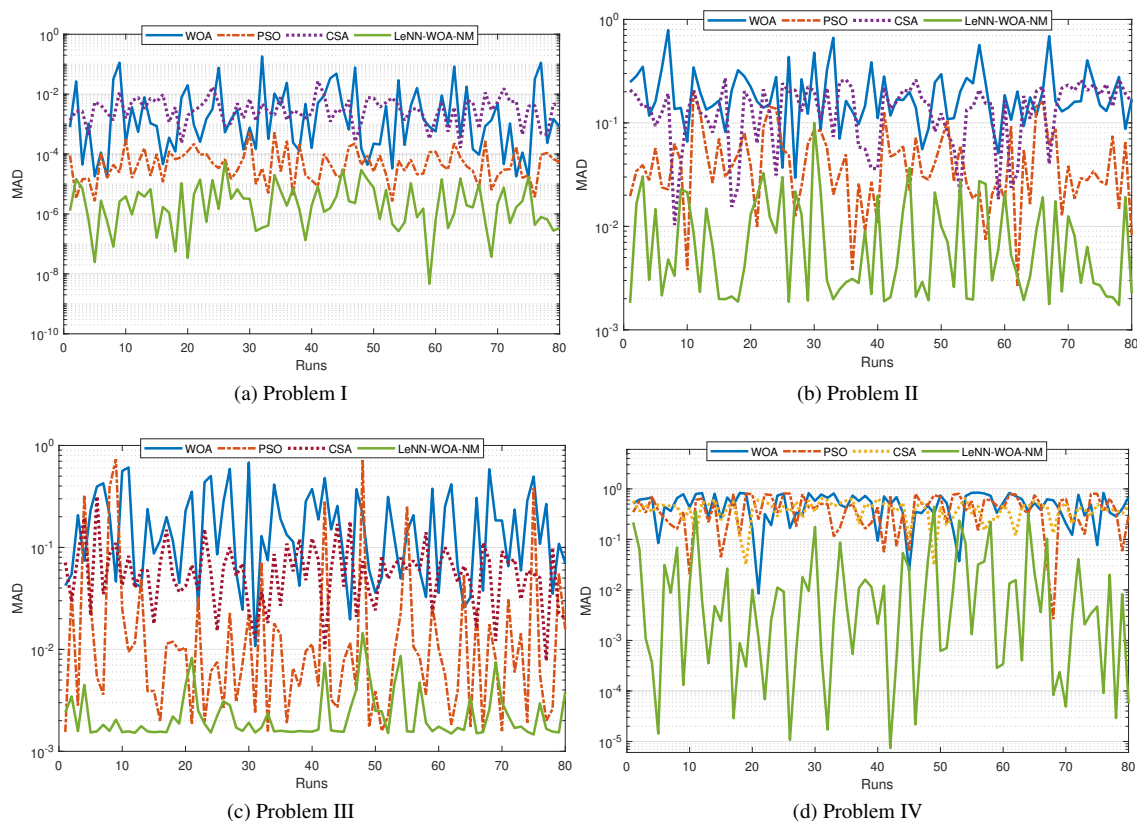 WOA PSO CSA LeNN-WOA-NM
10^0
10^-2
10^-4
10^-6
10^-8
10^-10
MAD
0 10 20 30 40 50 60 70 80
Runs
(a) Problem I
WOA PSO CSA LeNN-WOA-NM
10^0
10^-1
10^-2
10^-3
MAD
0 10 20 30 40 50 60 70 80
Runs
(b) Problem II
WOA PSO CSA LeNN-WOA-NM
10^0
10^-1
10^-2
10^-3
MAD
0 10 20 30 40 50 60 70 80
Runs
(c) Problem III
WOA PSO CSA LeNN-WOA-NM
10^0
10^-1
10^-2
10^-3
10^-4
10^-5
MAD
0 10 20 30 40 50 60 70 80
Runs
(d) Problem IV